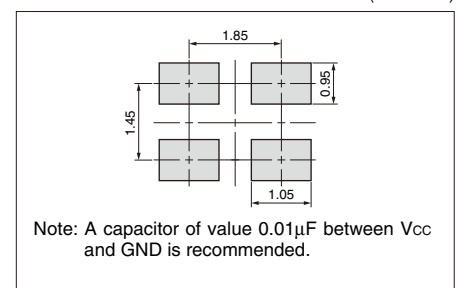 1.85
0.95
1.45
1.05
Note: A capacitor of value 0.01μF between Vcc
and GND is recommended.